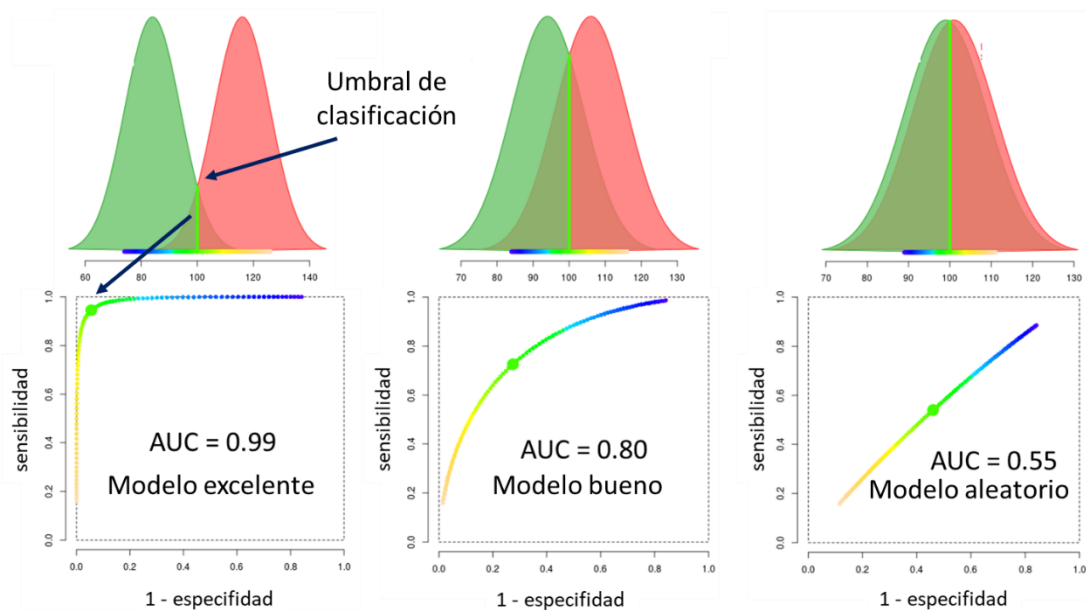 Umbral de
clasificación
60 80 100 120 140
70 80 90 100 110 120 130
70 80 90 100 110 120 130
1.0
0.8
0.6
0.4
0.2
0.0
sensibilidad
AUC = 0.99
Modelo excelente
0.0 0.2 0.4 0.6 0.8 1.0
1 - especifidad
1.0
0.8
0.6
0.4
0.2
0.0
sensibilidad
AUC = 0.80
Modelo bueno
0.0 0.2 0.4 0.6 0.8 1.0
1 - especifidad
1.0
0.8
0.6
0.4
0.2
0.0
sensibilidad
AUC = 0.55
Modelo aleatorio
0.0 0.2 0.4 0.6 0.8 1.0
1 - especifidad